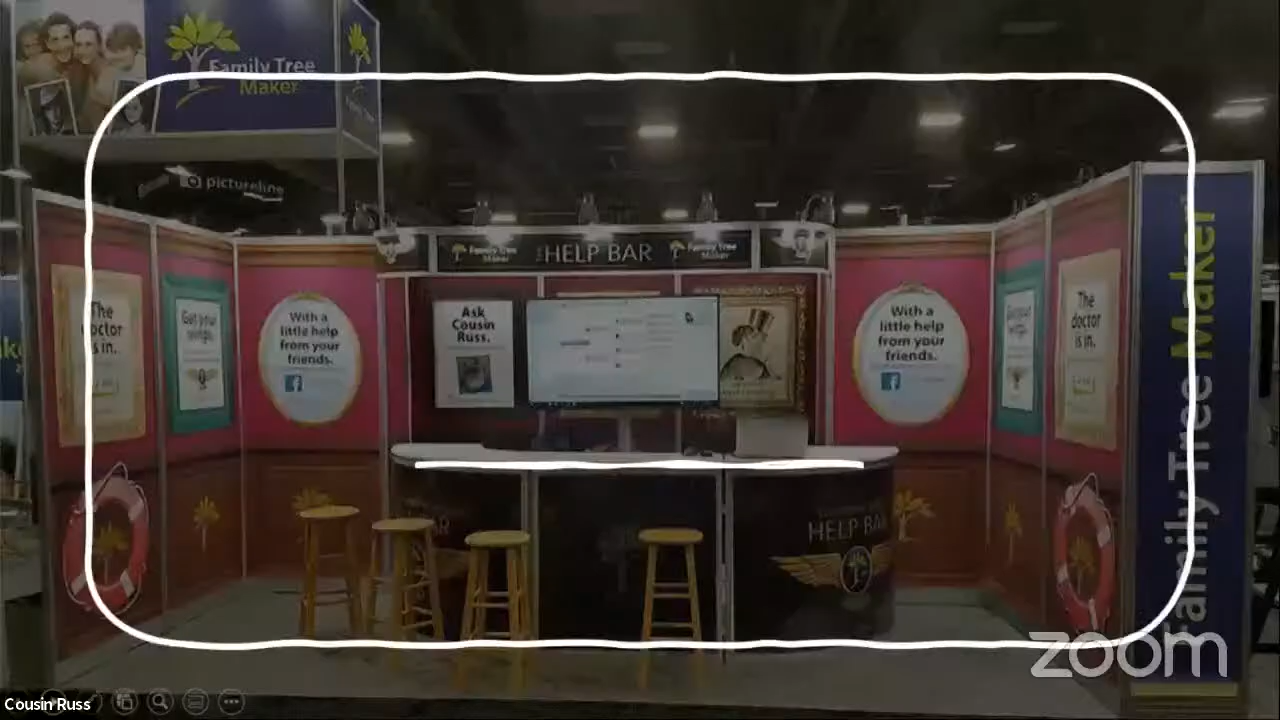 Family Tree
Maker
pictureline
Family Tree
Maker
HELP BAR
Family Tree
Maker
The
doctor
is in.
Get your
wings.
With a
little help
from your
friends.
Ask
Cousin
Russ.
With a
little help
from your
friends.
The
doctor
is in.
Family Tree Maker
HELP BAR
zoom
Cousin Russ